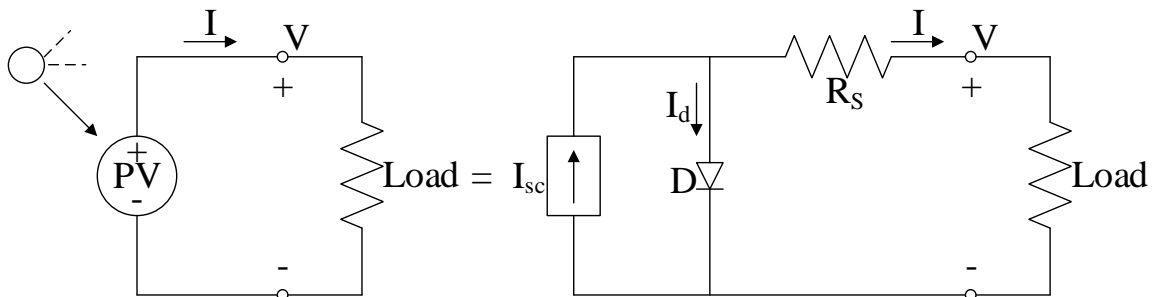 I V
+
+
PV
-
Load
-
=
I V
R_S
+
I_d
I_sc
D
Load
-